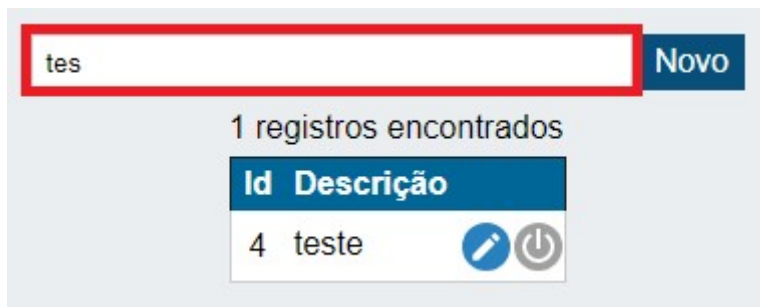 tes Novo
1 registros encontrados
Id Descrição
4 teste